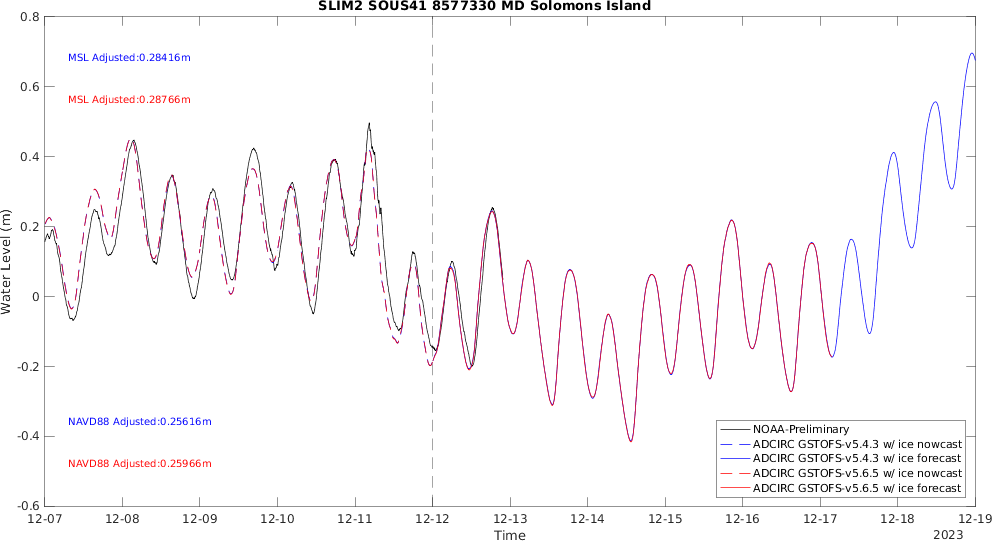 SLIM2 SOUS41 8577330 MD Solomons Island
0.8
0.6
0.4
0.2
0
-0.2
-0.4
-0.6
Water Level (m)
MSL Adjusted:0.28416m
MSL Adjusted:0.28766m
NAVD88 Adjusted:0.25616m
NAVD88 Adjusted:0.25966m
NOAA-Preliminary
ADCIRC GSTOFS-v5.4.3 w/ ice nowcast
ADCIRC GSTOFS-v5.4.3 w/ ice forecast
ADCIRC GSTOFS-v5.6.5 w/ ice nowcast
ADCIRC GSTOFS-v5.6.5 w/ ice forecast
12-07 12-08 12-09 12-10 12-11 12-12 12-13 12-14 12-15 12-16 12-17 12-18 12-19
Time
2023